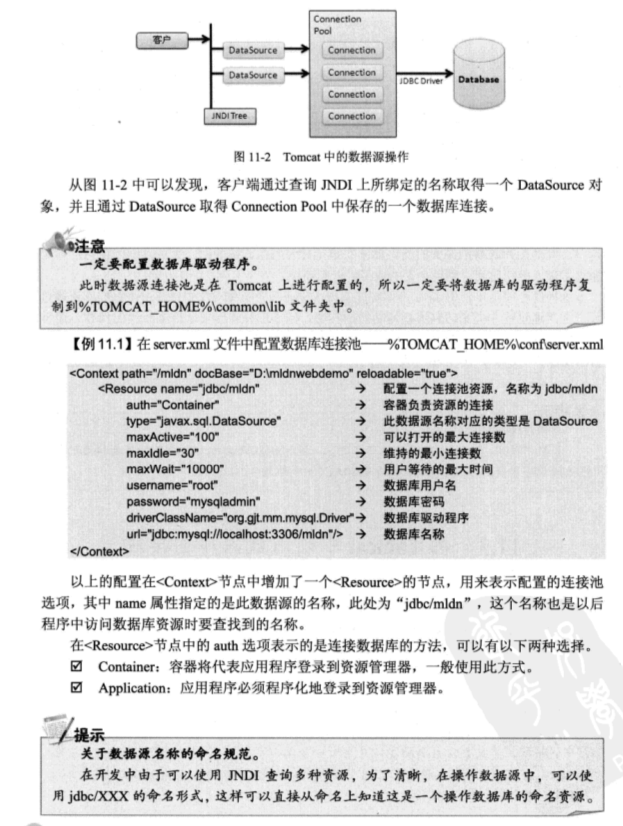 客户
DataSource
DataSource
JNDI Tree
Connection
Pool
Connection
Connection
Connection
Connection
JDBC Driver
Database
图 11-2 Tomcat 中的数据源操作
从图 11-2 中可以发现，客户端通过查询 JNDI 上所绑定的名称取得一个 DataSource 对
象，并且通过 DataSource 取得 Connection Pool 中保存的一个数据库连接。
注意
一定要配置数据库驱动程序。
此时数据源连接池是在 Tomcat 上进行配置的，所以一定要将数据库的驱动程序复
制到%TOMCAT_HOME%\common\lib 文件夹中。
【例 11.1】在 server.xml 文件中配置数据库连接池——%TOMCAT_HOME%\conf\server.xml
<Context path="/mldn" docBase="D:\mldnwebdemo" reloadable="true">
<Resource name="jdbc/mldn" → 配置一个连接池资源，名称为 jdbc/mldn
auth="Container" → 容器负责资源的连接
type="javax.sql.DataSource" → 此数据源名称对应的类型是 DataSource
maxActive="100" → 可以打开的最大连接数
maxIdle="30" → 维持的最小连接数
maxWait="10000" → 用户等待的最大时间
username="root" → 数据库用户名
password="mysqladmin" → 数据库密码
driverClassName="org.gjt.mm.mysql.Driver" → 数据库驱动程序
url="jdbc:mysql://localhost:3306/mldn"/> → 数据库名称
</Context>
以上的配置在<Context>节点中增加了一个<Resource>的节点，用来表示配置的连接池
选项，其中 name 属性指定的是此数据源的名称，此处为“jdbc/mldn”，这个名称也是以后
程序中访问数据库资源时要查找到的名称。
在<Resource>节点中的 auth 选项表示的是连接数据库的方法，可以有以下两种选择。
☑ Container：容器将代表应用程序登录到资源管理器，一般使用此方式。
☑ Application：应用程序必须程序化地登录到资源管理器。
提示
关于数据源名称的命名规范。
在开发中由于可以使用 JNDI 查询多种资源，为了清晰，在操作数据源中，可以使
用 jdbc/XXX 的命名形式，这样可以直接从命名上知道这是一个操作数据库的命名资源。